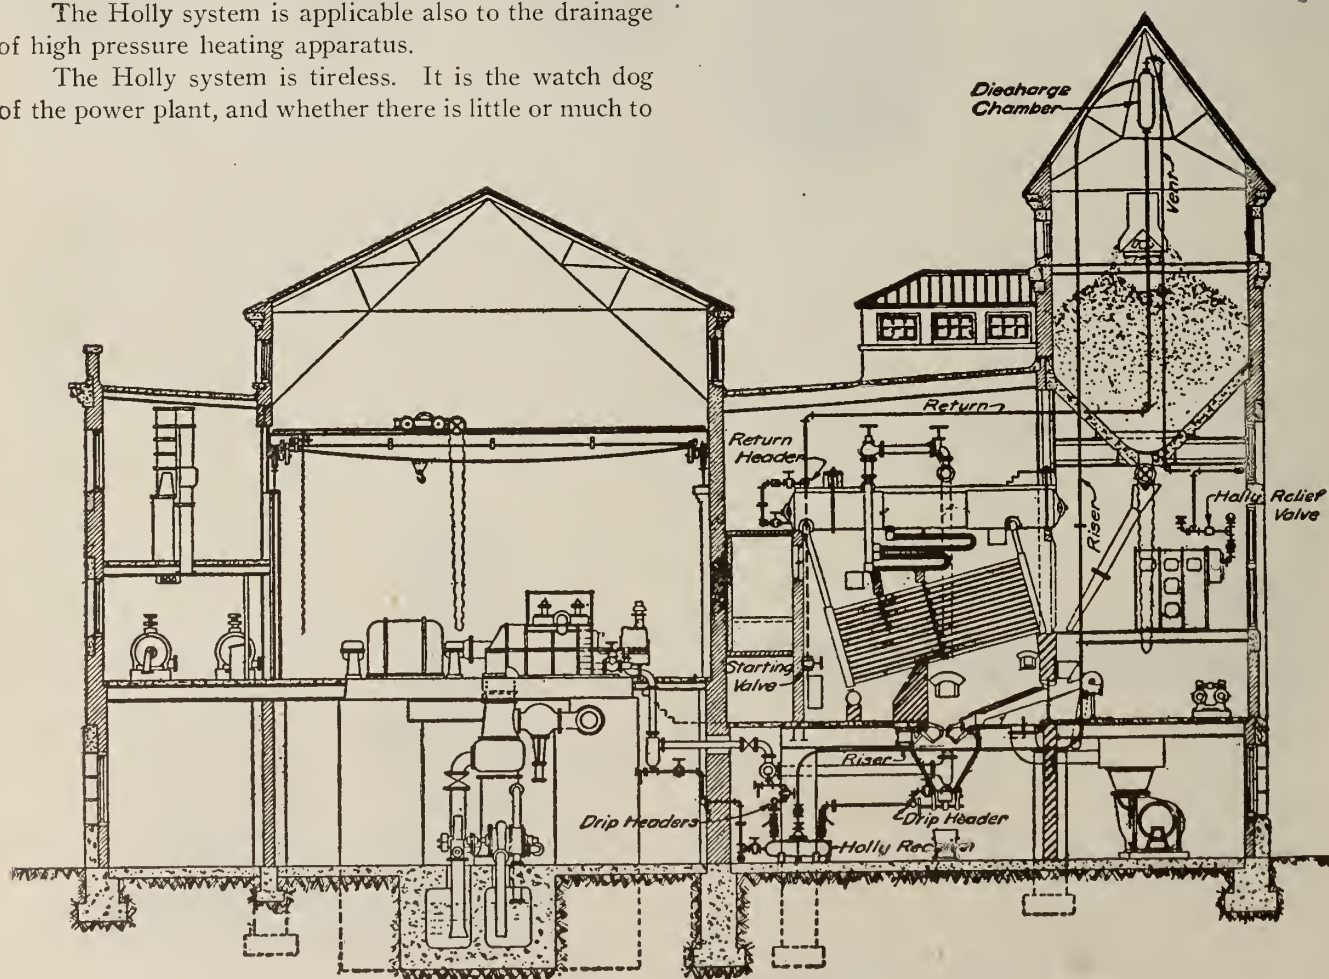 The Holly system is applicable also to the drainage
of high pressure heating apparatus.
The Holly system is tireless. It is the watch dog
of the power plant, and whether there is little or much to
Discharge
Chamber
Vent
Return
Return
Header
Riser
Holly Relief
Valve
Starting
Valve
Riser
Drip Headers
Drip Header
Holly